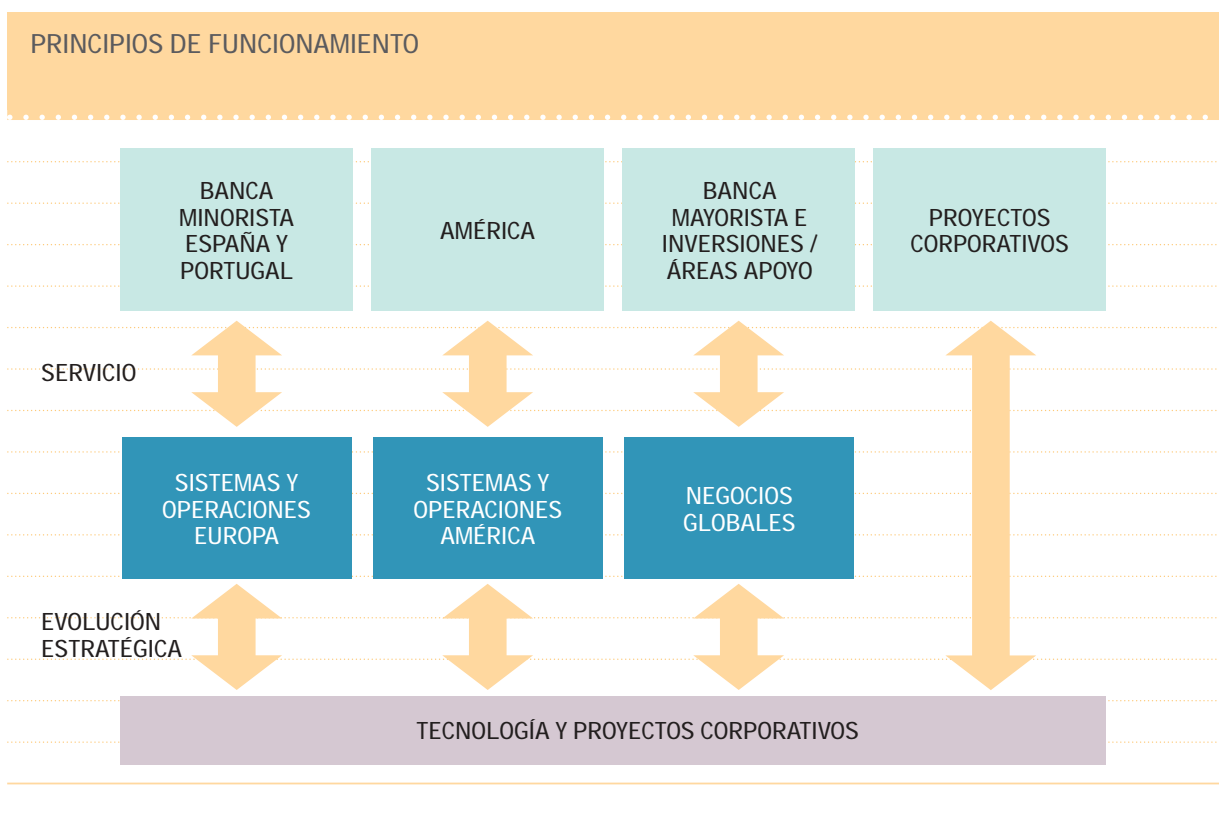 PRINCIPIOS DE FUNCIONAMIENTO
BANCA
MINORISTA
ESPAÑA Y
PORTUGAL
AMÉRICA
BANCA
MAYORISTA E
INVERSIONES /
ÁREAS APOYO
PROYECTOS
CORPORATIVOS
SERVICIO
SISTEMAS Y
OPERACIONES
EUROPA
SISTEMAS Y
OPERACIONES
AMÉRICA
NEGOCIOS
GLOBALES
EVOLUCIÓN
ESTRATÉGICA
TECNOLOGÍA Y PROYECTOS CORPORATIVOS